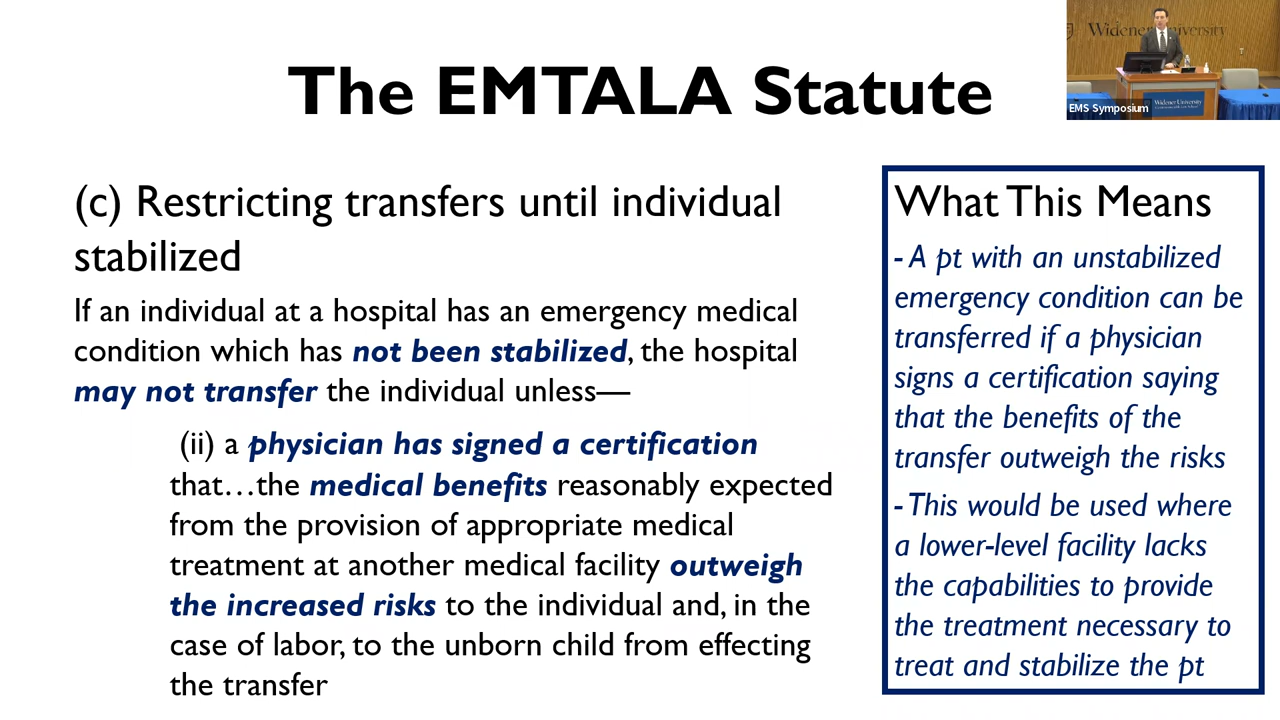 The EMTALA Statute
Widener University
EMS Symposium
Widener University
(c) Restricting transfers until individual
stabilized
If an individual at a hospital has an emergency medical
condition which has not been stabilized, the hospital
may not transfer the individual unless—
(ii) a physician has signed a certification
that…the medical benefits reasonably expected
from the provision of appropriate medical
treatment at another medical facility outweigh
the increased risks to the individual and, in the
case of labor, to the unborn child from effecting
the transfer
What This Means
- A pt with an unstabilized
emergency condition can be
transferred if a physician
signs a certification saying
that the benefits of the
transfer outweigh the risks
- This would be used where
a lower-level facility lacks
the capabilities to provide
the treatment necessary to
treat and stabilize the pt